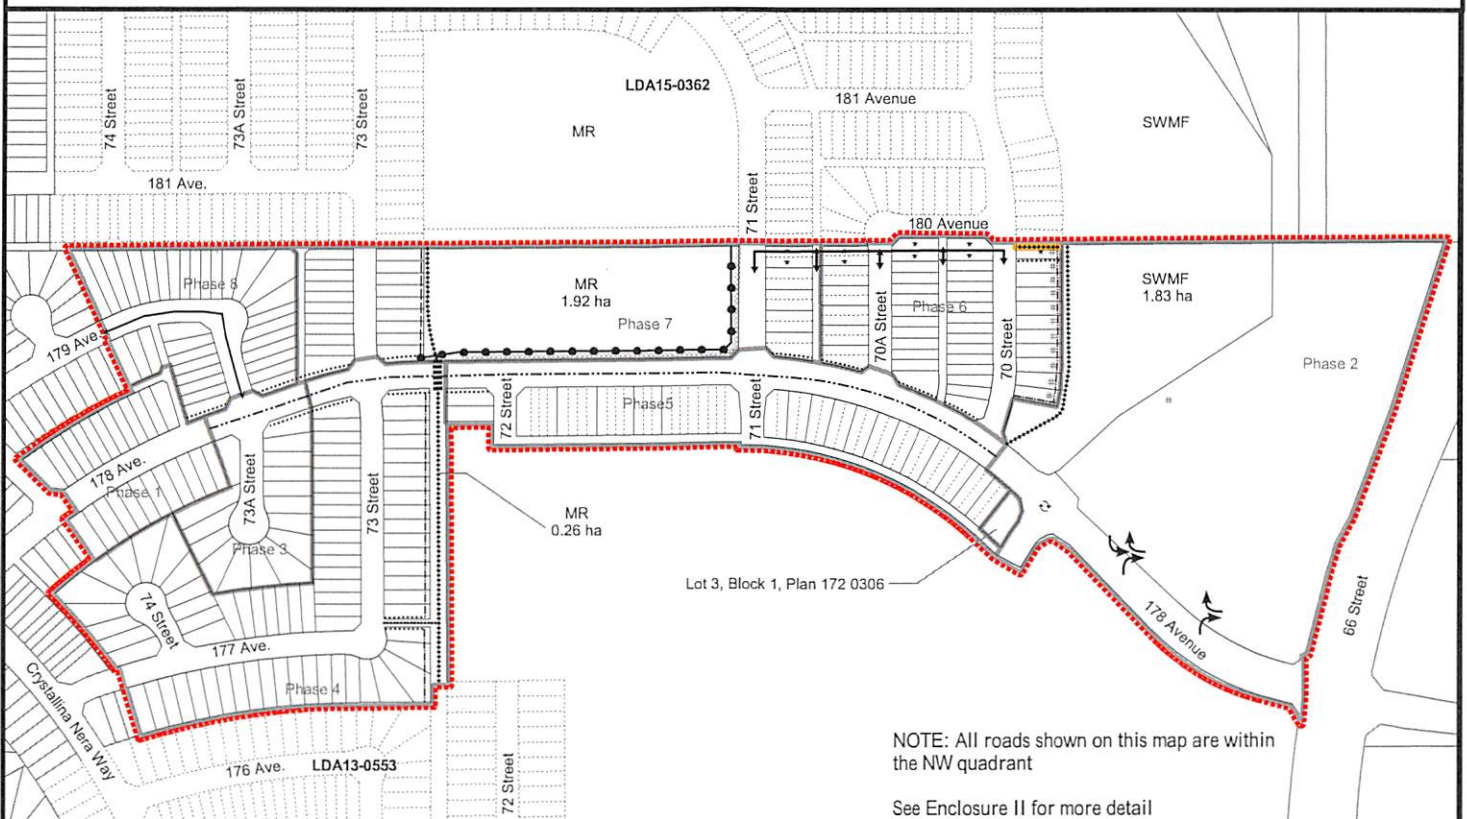 LDA15-0362
181 Avenue
74 Street
73A Street
73 Street
MR
SWMF
181 Ave.
71 Street
180 Avenue
Phase 8
MR
1.92 ha
Phase 7
SWMF
1.83 ha
Phase 6
70A Street
70 Street
179 Ave.
Phase 2
72 Street
Phase5
71 Street
178 Ave.
Phase 1
73A Street
73 Street
MR
0.26 ha
Phase 3
Lot 3, Block 1, Plan 172 0306
74 Street
178 Avenue
66 Street
177 Ave.
Phase 4
Crystallina Nera Way
176 Ave.
LDA13-0553
72 Street
NOTE: All roads shown on this map are within
the NW quadrant
See Enclosure II for more detail